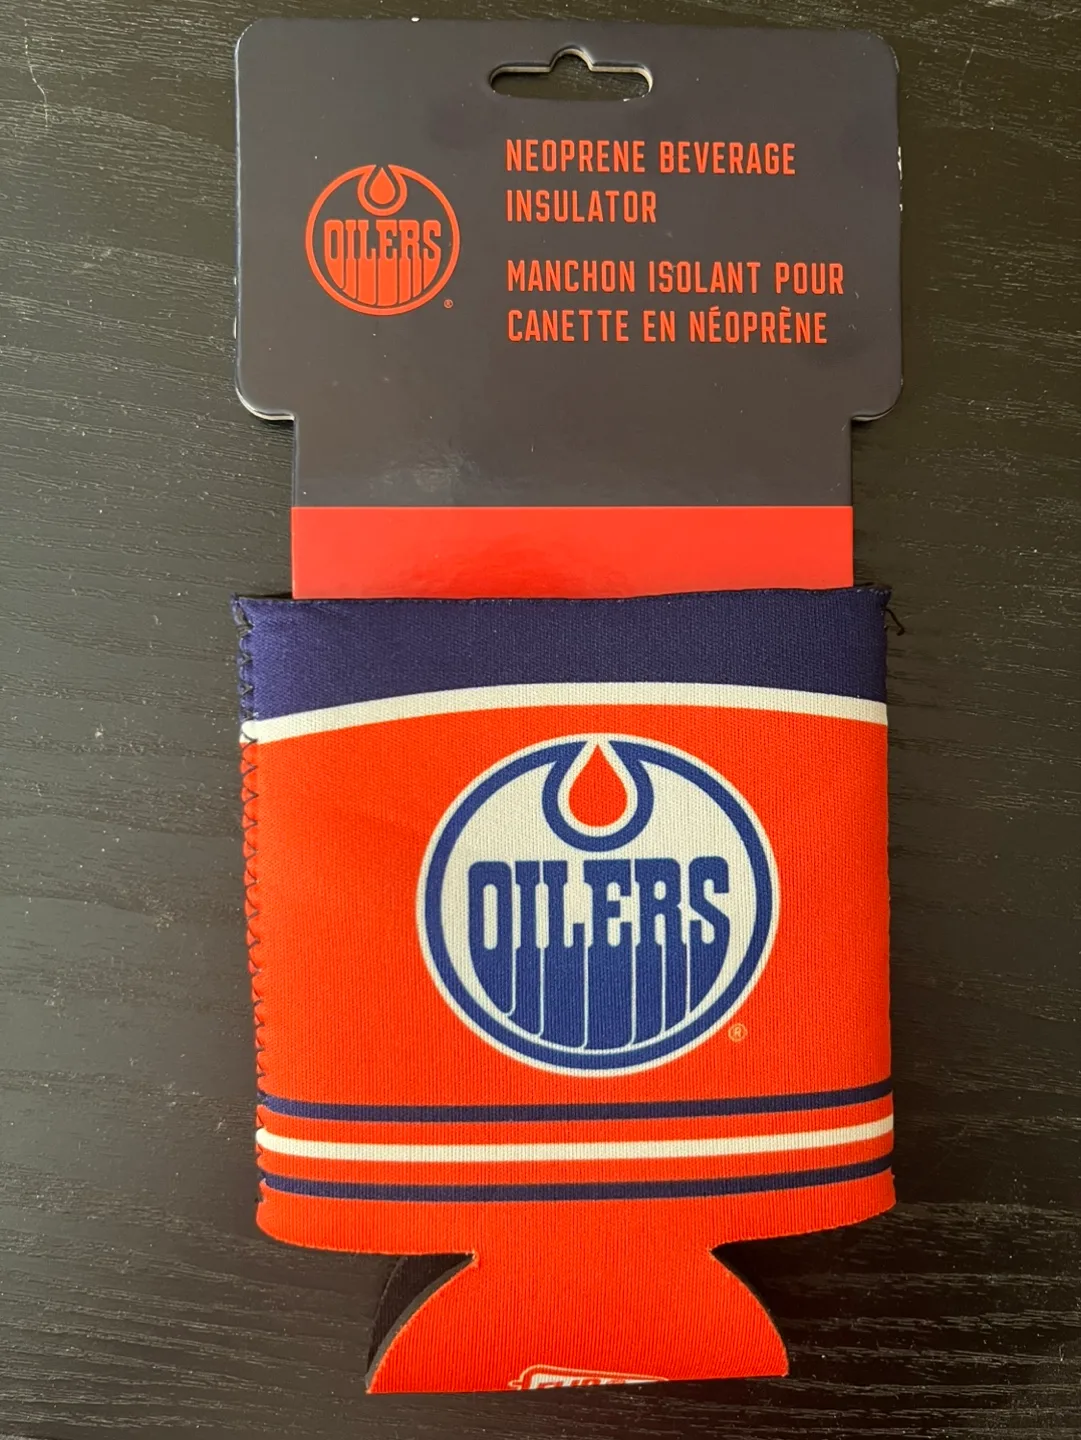 NEOPRENE BEVERAGE
INSULATOR
OILERS
®
MANCHON ISOLANT POUR
CANETTE EN NÉOPRÈNE
OILERS
®